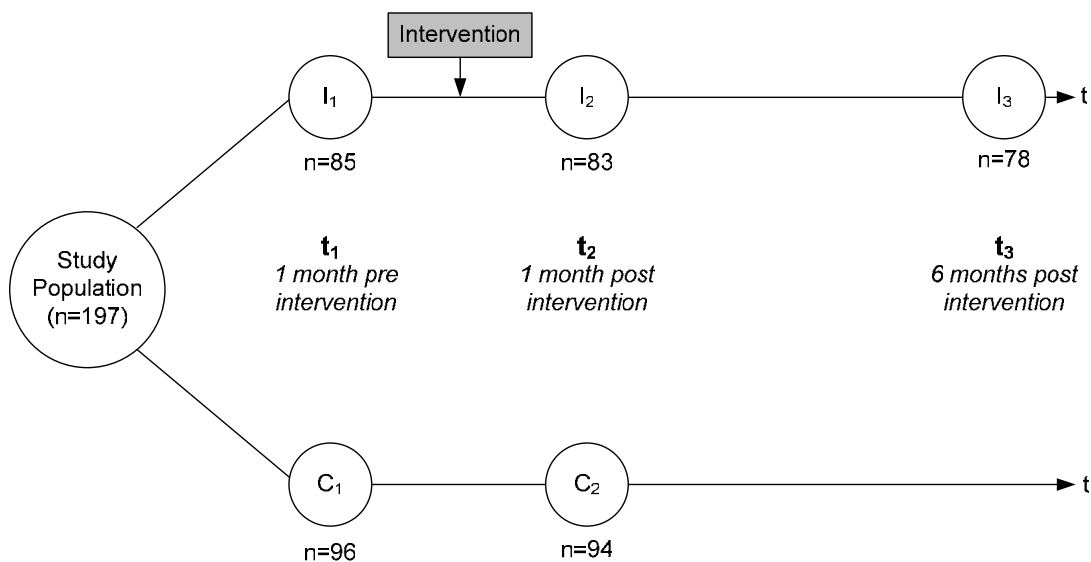 Intervention
I₁
I₂
I₃
t
n=85
n=83
n=78
Study
Population
(n=197)
t₁
1 month pre
intervention
t₂
1 month post
intervention
t₃
6 months post
intervention
C₁
C₂
t
n=96
n=94